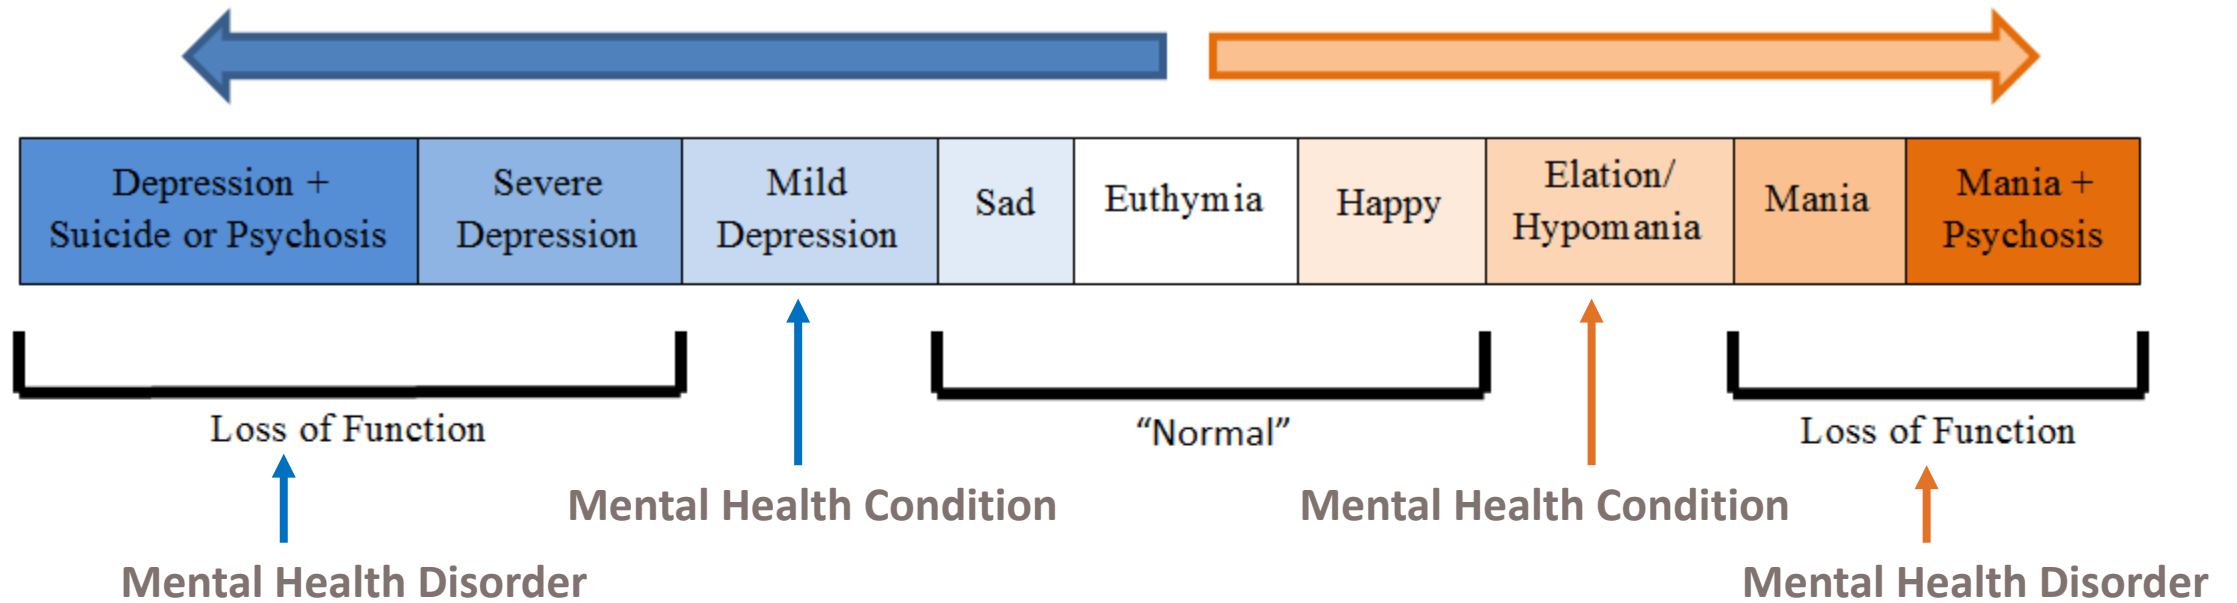 Depression +
Suicide or Psychosis
Severe
Depression
Mild
Depression
Sad
Euthymia
Happy
Elation/
Hypomania
Mania
Mania +
Psychosis
Loss of Function
“Normal”
Loss of Function
Mental Health Condition
Mental Health Condition
Mental Health Disorder
Mental Health Disorder